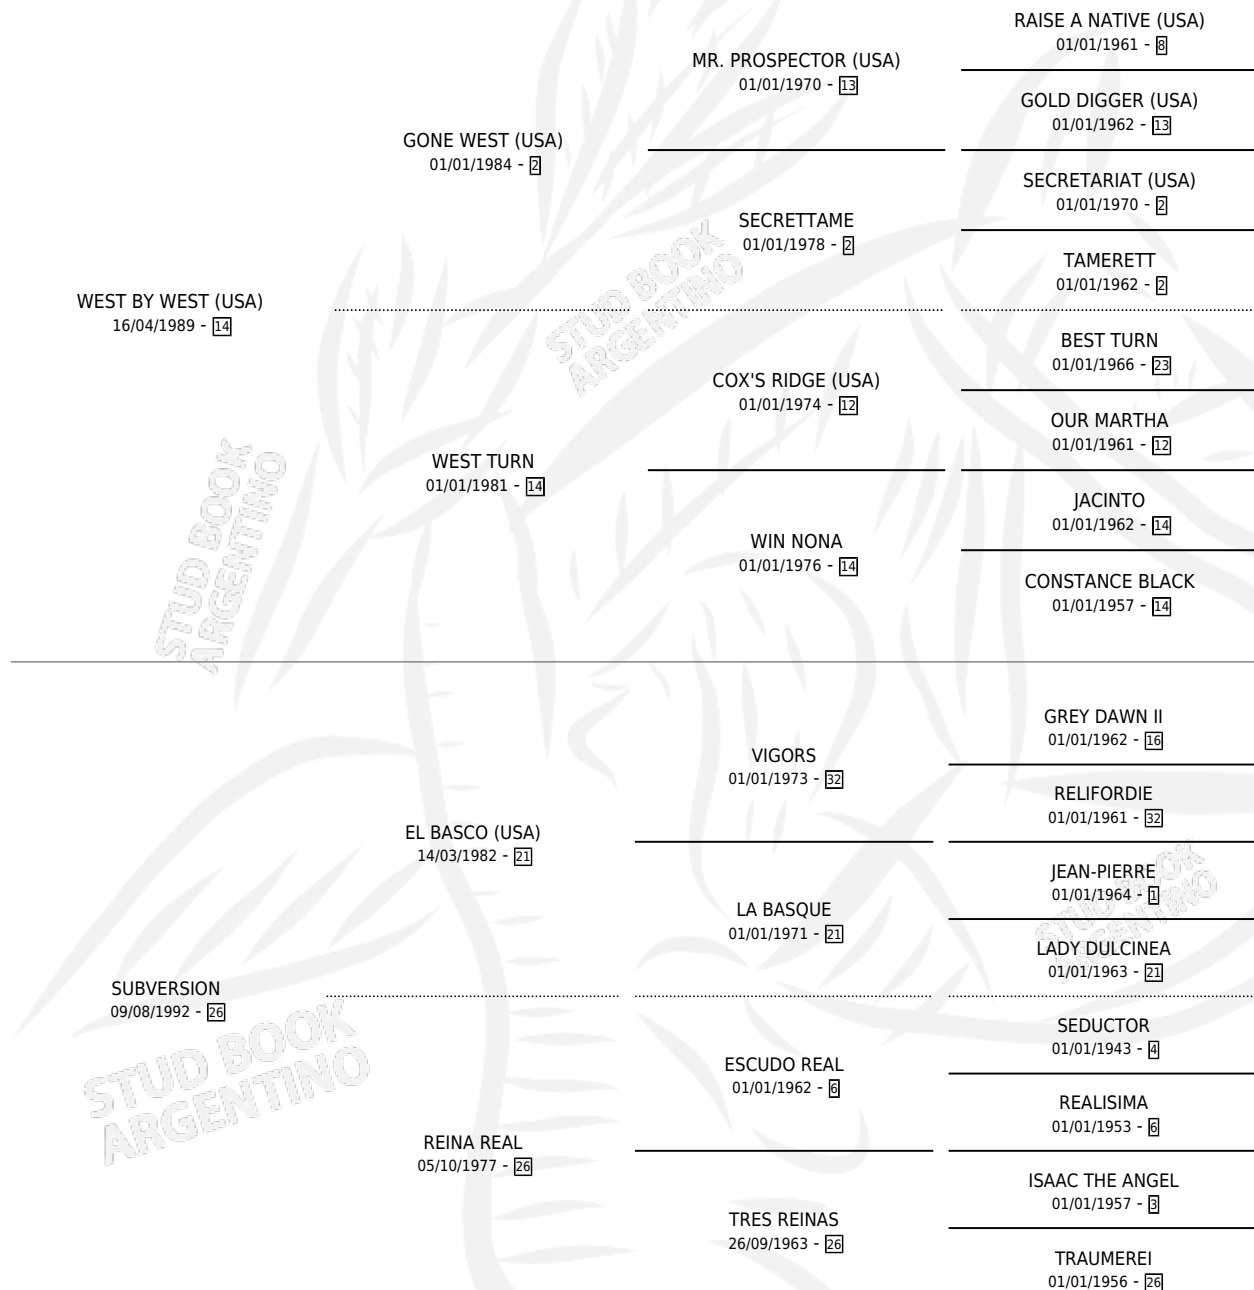 RAISE A NATIVE (USA)
01/01/1961 - 8
MR. PROSPECTOR (USA)
01/01/1970 - 13
GOLD DIGGER (USA)
01/01/1962 - 13
GONE WEST (USA)
01/01/1984 - 2
SECRETARIAT (USA)
01/01/1970 - 2
SECRETTAME
01/01/1978 - 2
TAMERETT
01/01/1962 - 2
WEST BY WEST (USA)
16/04/1989 - 14
BEST TURN
01/01/1966 - 23
COX'S RIDGE (USA)
01/01/1974 - 12
OUR MARTHA
01/01/1961 - 12
WEST TURN
01/01/1981 - 14
JACINTO
01/01/1962 - 14
WIN NONA
01/01/1976 - 14
CONSTANCE BLACK
01/01/1957 - 14
GREY DAWN II
01/01/1962 - 16
VIGORS
01/01/1973 - 32
RELIFORDIE
01/01/1961 - 32
EL BASCO (USA)
14/03/1982 - 21
JEAN-PIERRE
01/01/1964 - 1
LA BASQUE
01/01/1971 - 21
LADY DULCINEA
01/01/1963 - 21
SUBVERSION
09/08/1992 - 26
SEDUCTOR
01/01/1943 - 4
ESCUDO REAL
01/01/1962 - 6
REALISIMA
01/01/1953 - 6
REINA REAL
05/10/1977 - 26
ISAAC THE ANGEL
01/01/1957 - 3
TRES REINAS
26/09/1963 - 26
TRAUMEREI
01/01/1956 - 26
STUD BOOK
ARGENTINO
STUD BOOK
ARGENTINO
STUD BOOK
ARGENTINO
STUD BOOK
ARGENTINO